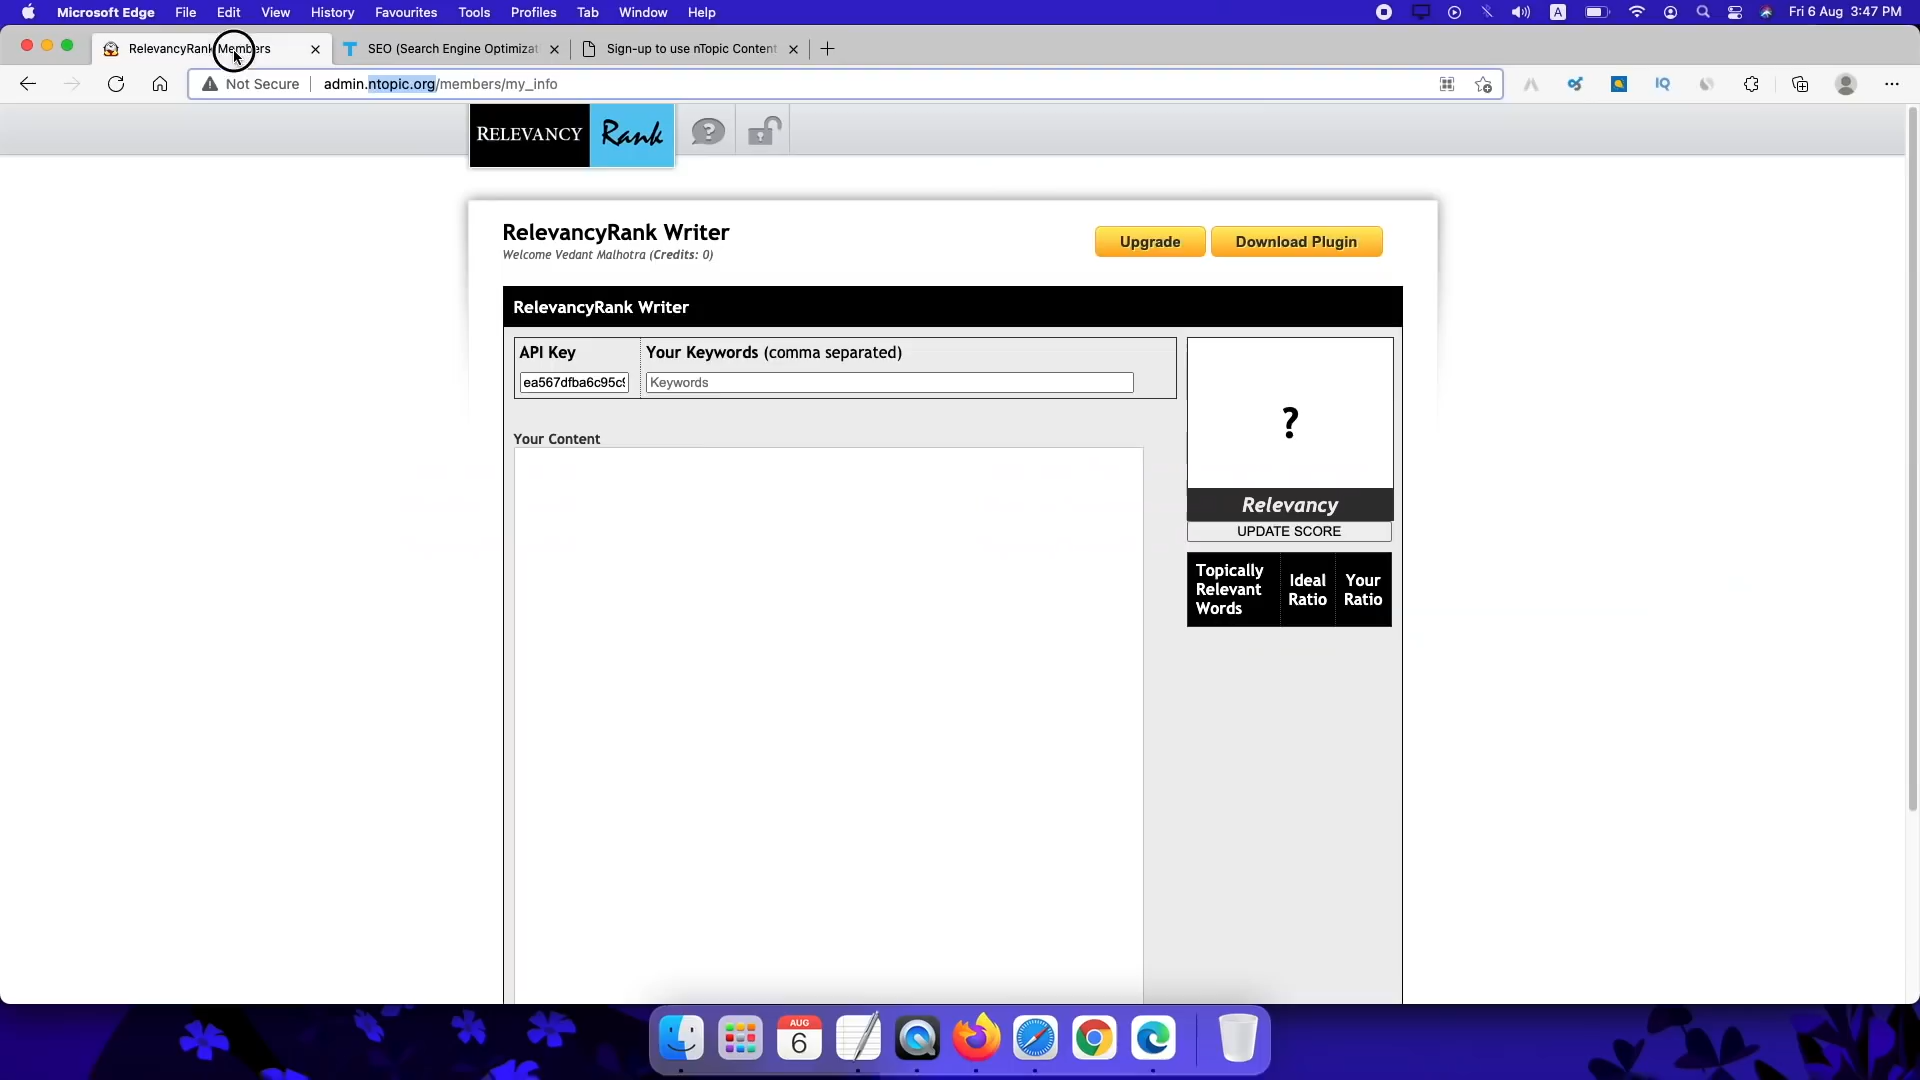 Microsoft Edge File Edit View History Favourites Tools Profiles Tab Window Help A Fri 6 Aug 3:47 PM
RelevancyRank Members SEO (Search Engine Optimizat Sign-up to use nTopic Content
Not Secure admin.ntopic.org/members/my_info IQ
RELEVANCY Rank ?
RelevancyRank Writer
Welcome Vedant Malhotra (Credits: 0)
Upgrade Download Plugin
RelevancyRank Writer
API Key Your Keywords (comma separated)
ea567dfba6c95c Keywords
?
Your Content
Relevancy
UPDATE SCORE
Topically Relevant Words Ideal Ratio Your Ratio
AUG
6